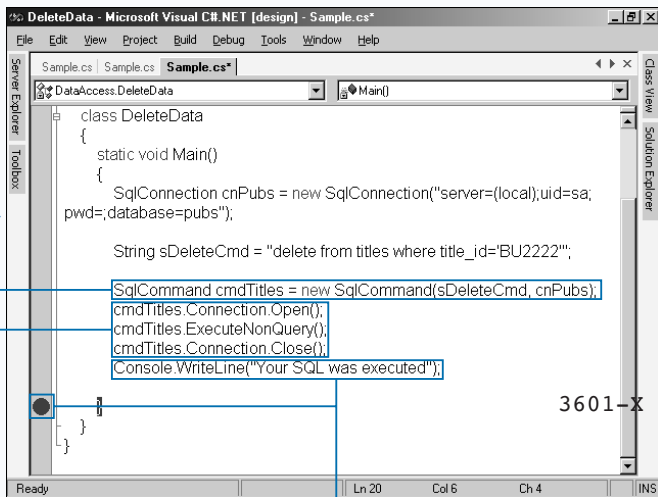 DeleteData - Microsoft Visual C#.NET [design] - Sample.cs*
File Edit View Project Build Debug Tools Window Help
Sample.cs Sample.cs Sample.cs*
DataAccess.DeleteData Main()
Server Explorer
Toolbox
Class View
Solution Explorer
class DeleteData
{
static void Main()
{
SqlConnection cnPubs = new SqlConnection("server=(local);uid=sa;
pwd=;database=pubs");
String sDeleteCmd = "delete from titles where title_id='BU2222'";
SqlCommand cmdTitles = new SqlCommand(sDeleteCmd, cnPubs);
cmdTitles.Connection.Open();
cmdTitles.ExecuteNonQuery();
cmdTitles.Connection.Close();
Console.WriteLine("Your SQL was executed");
3601-X
}
}
}
Ready Ln 20 Col 6 Ch 4 INS